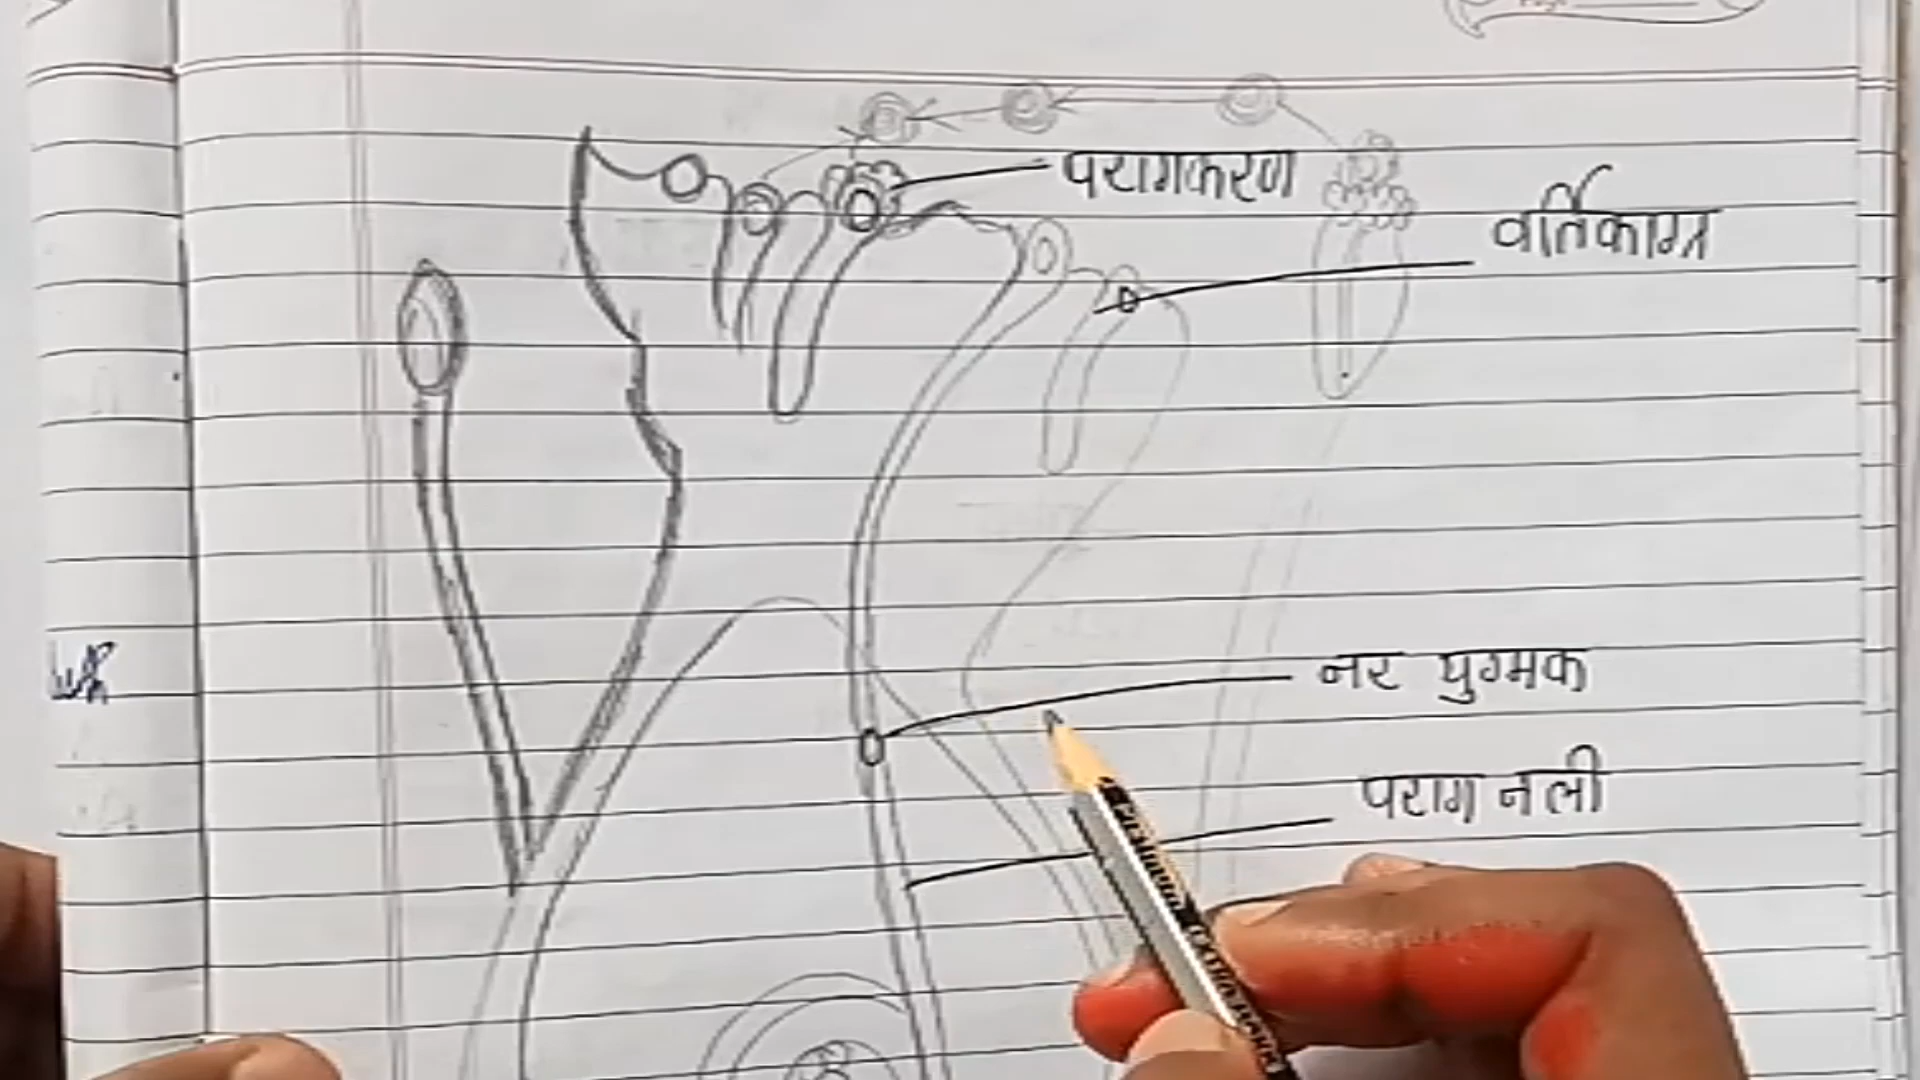 परागकरण
वर्तिकाग्र
नर युग्मक
पराग नली